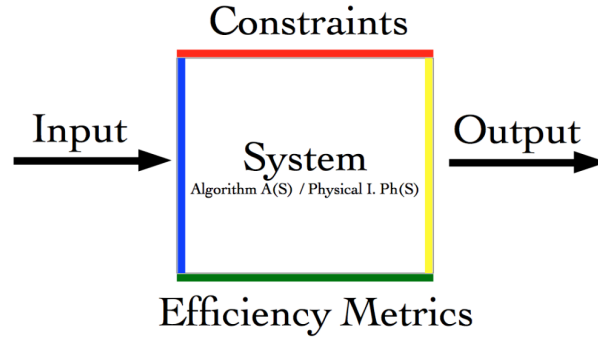 Constraints
Input
Output
System
Algorithm A(S) / Physical I. Ph(S)
Efficiency Metrics